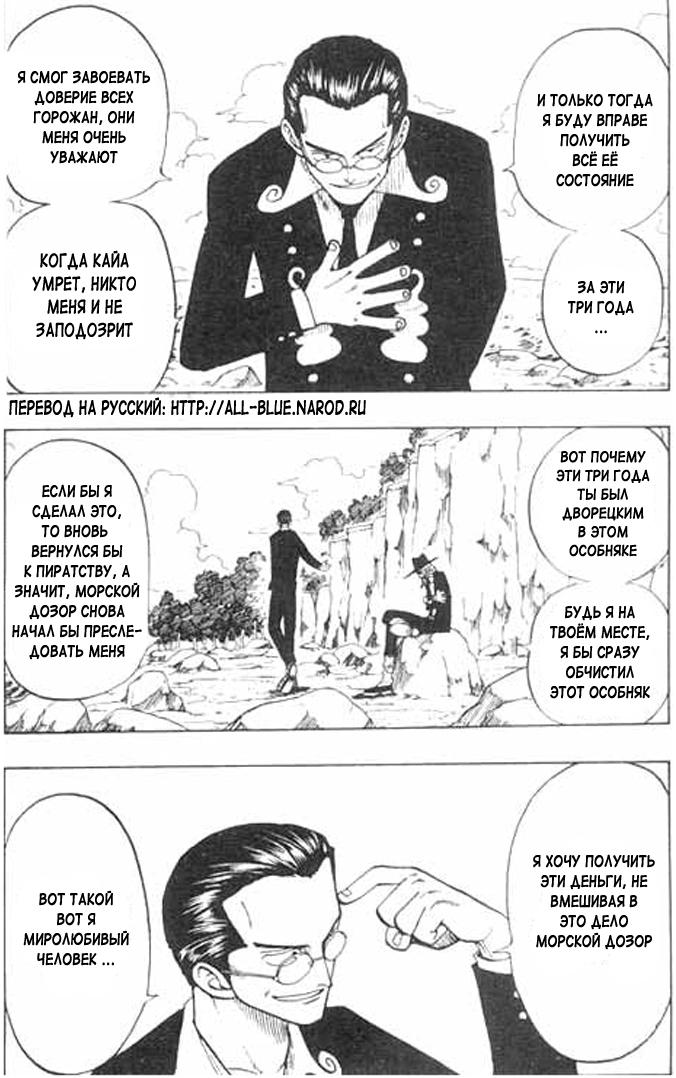 И ТОЛЬКО ТОГДА
Я БУДУ ВПРАВЕ
ПОЛУЧИТЬ
ВСЁ ЕЁ
СОСТОЯНИЕ
ЗА ЭТИ
ТРИ ГОДА
...
Я СМОГ ЗАВОЕВАТЬ
ДОВЕРИЕ ВСЕХ
ГОРОЖАН, ОНИ
МЕНЯ ОЧЕНЬ
УВАЖАЮТ
КОГДА КАЙА
УМРЕТ, НИКТО
МЕНЯ И НЕ
ЗАПОДОЗРИТ
ПЕРЕВОД НА РУССКИЙ: HTTP://ALL-BLUE.NAROD.RU
ВОТ ПОЧЕМУ
ЭТИ ТРИ ГОДА
ТЫ БЫЛ
ДВОРЕЦКИМ
В ЭТОМ
ОСОБНЯКЕ
БУДЬ Я НА
ТВОЁМ МЕСТЕ,
Я БЫ СРАЗУ
ОБЧИСТИЛ
ЭТОТ ОСОБНЯК
ЕСЛИ БЫ Я
СДЕЛАЛ ЭТО,
ТО ВНОВЬ
ВЕРНУЛСЯ БЫ
К ПИРАТСТВУ, А
ЗНАЧИТ, МОРСКОЙ
ДОЗОР СНОВА
НАЧАЛ БЫ ПРЕСЛЕ-
ДОВАТЬ МЕНЯ
Я ХОЧУ ПОЛУЧИТЬ
ЭТИ ДЕНЬГИ, НЕ
ВМЕШИВАЯ В
ЭТО ДЕЛО
МОРСКОЙ ДОЗОР
ВОТ ТАКОЙ
ВОТ Я
МИРОЛЮБИВЫЙ
ЧЕЛОВЕК ...